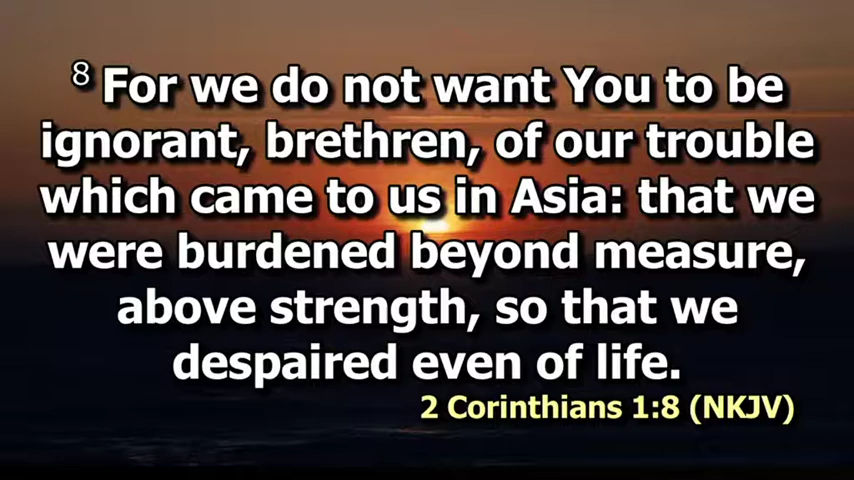 8 For we do not want You to be
ignorant, brethren, of our trouble
which came to us in Asia: that we
were burdened beyond measure,
above strength, so that we
despaired even of life.
2 Corinthians 1:8 (NKJV)